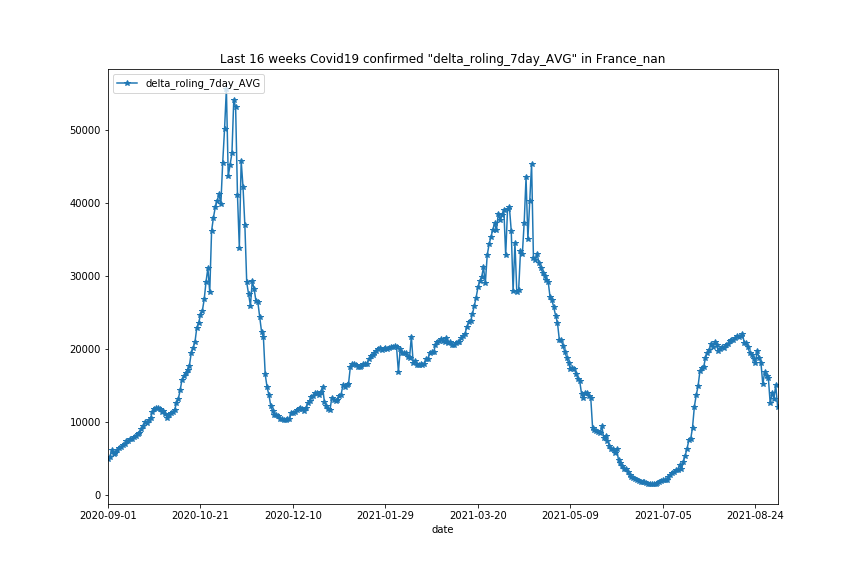 Last 16 weeks Covid19 confirmed "delta_roling_7day_AVG" in France_nan
delta_roling_7day_AVG
50000
40000
30000
20000
10000
0
2020-09-01 2020-10-21 2020-12-10 2021-01-29 2021-03-20 2021-05-09 2021-07-05 2021-08-24
date